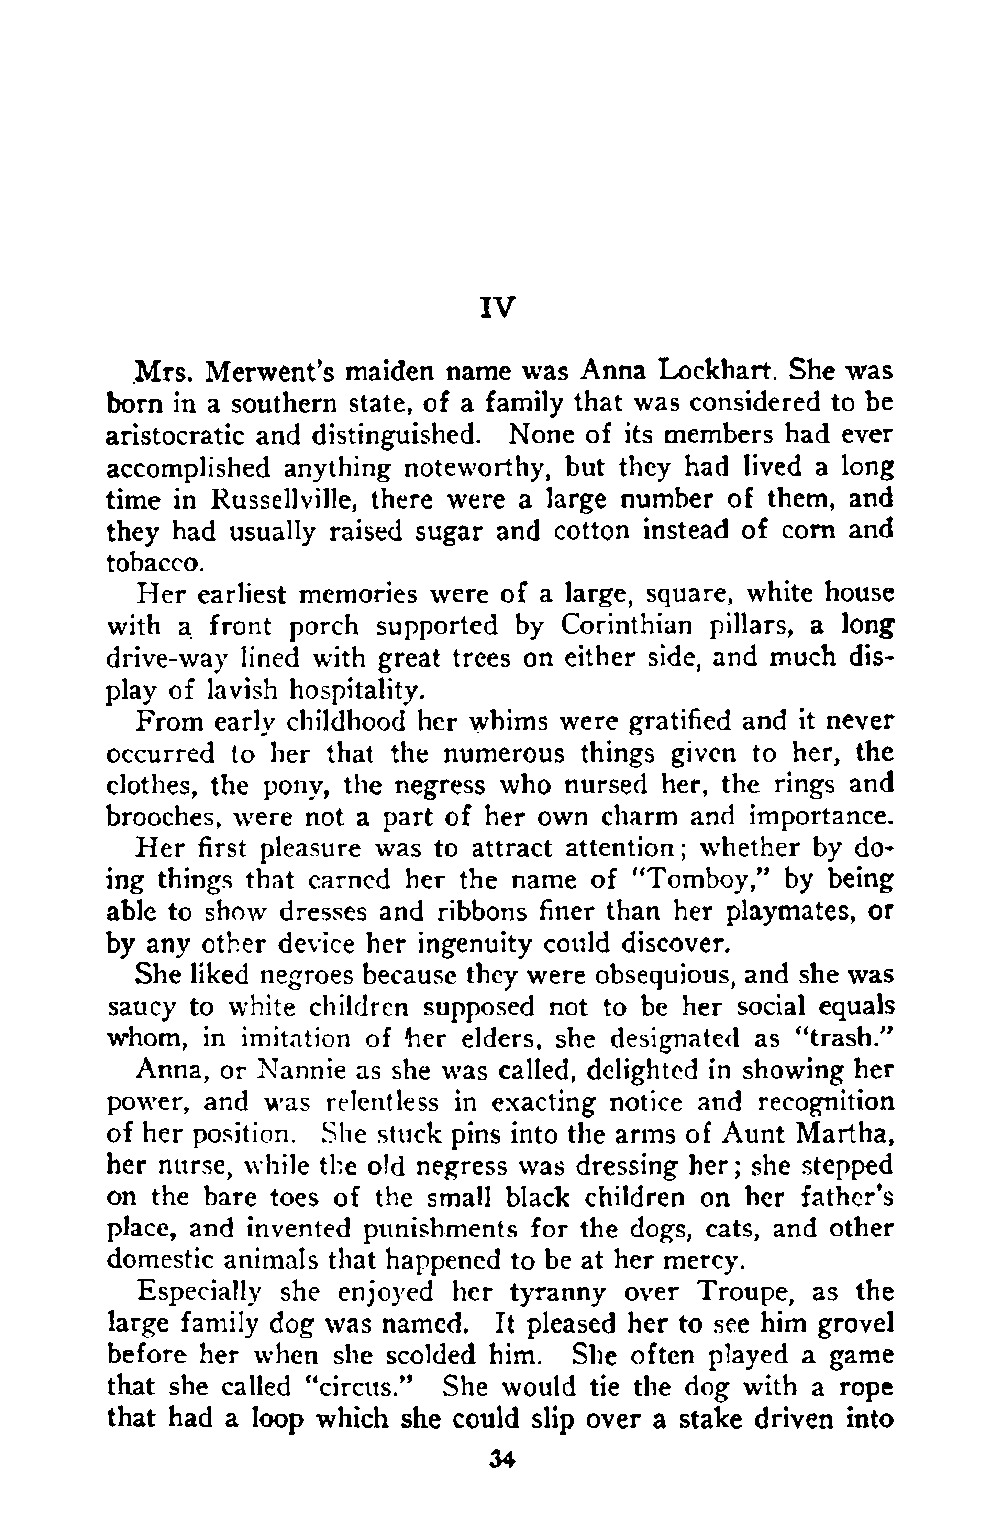 IV
Mrs. Merwent's maiden name was Anna Lockhart. She was
born in a southern state, of a family that was considered to be
aristocratic and distinguished. None of its members had ever
accomplished anything noteworthy, but they had lived a long
time in Russellville, there were a large number of them, and
they had usually raised sugar and cotton instead of corn and
tobacco.
Her earliest memories were of a large, square, white house
with a front porch supported by Corinthian pillars, a long
drive-way lined with great trees on either side, and much dis-
play of lavish hospitality.
From early childhood her whims were gratified and it never
occurred to her that the numerous things given to her, the
clothes, the pony, the negress who nursed her, the rings and
brooches, were not a part of her own charm and importance.
Her first pleasure was to attract attention; whether by do-
ing things that earned her the name of "Tomboy," by being
able to show dresses and ribbons finer than her playmates, or
by any other device her ingenuity could discover.
She liked negroes because they were obsequious, and she was
saucy to white children supposed not to be her social equals
whom, in imitation of her elders, she designated as "trash."
Anna, or Nannie as she was called, delighted in showing her
power, and was relentless in exacting notice and recognition
of her position. She stuck pins into the arms of Aunt Martha,
her nurse, while the old negress was dressing her; she stepped
on the bare toes of the small black children on her father's
place, and invented punishments for the dogs, cats, and other
domestic animals that happened to be at her mercy.
Especially she enjoyed her tyranny over Troupe, as the
large family dog was named. It pleased her to see him grovel
before her when she scolded him. She often played a game
that she called "circus." She would tie the dog with a rope
that had a loop which she could slip over a stake driven into
34